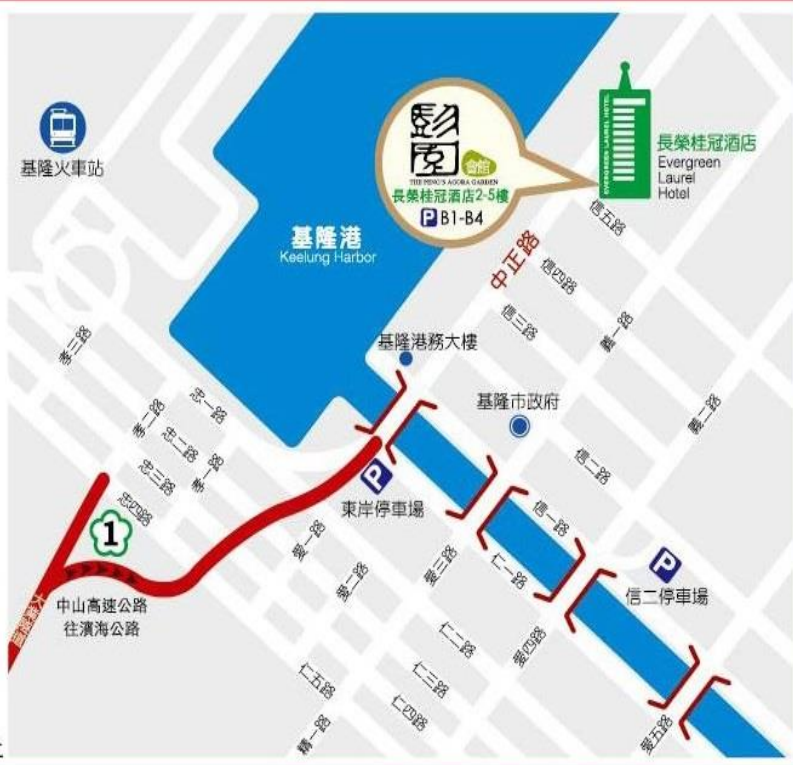 基隆火車站
彭園
會館
THE PENG'S AGORA GARDEN
長榮桂冠酒店2-5樓
P B1-B4
EVERGREEN LAUREL HOTEL
長榮桂冠酒店
Evergreen
Laurel
Hotel
基隆港
Keelung Harbor
中正路
信五路
信四路
信三路
義一路
義二路
基隆港務大樓
基隆市政府
孝三路
孝二路
忠一路
忠二路
孝一路
忠三路
忠四路
信二路
信一路
P
東岸停車場
愛一路
愛二路
愛三路
仁一路
P
信二停車場
1
中山高速公路
往濱海公路
仁二路
愛四路
仁三路
仁五路
仁四路
精一路
愛五路